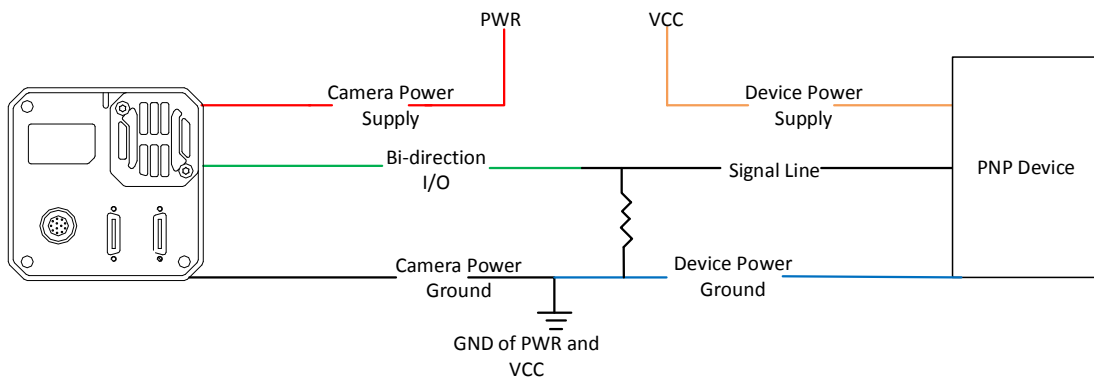 PWR
VCC
Camera Power
Supply
Device Power
Supply
Bi-direction
I/O
Signal Line
PNP Device
Camera Power
Ground
Device Power
Ground
GND of PWR and
VCC